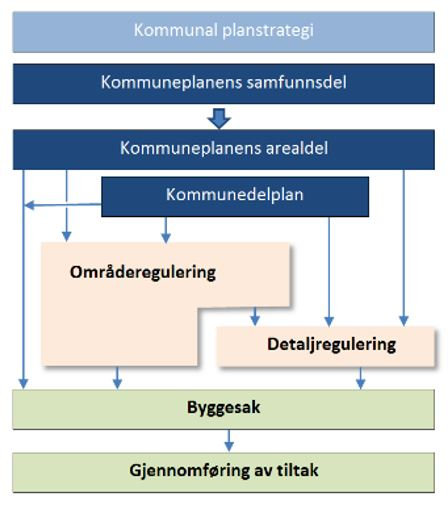 Kommunal planstrategi
Kommuneplanens samfunnsdel
Kommuneplanens arealdel
Kommunedelplan
Områderegulering
Detaljregulering
Byggesak
Gjennomføring av tiltak